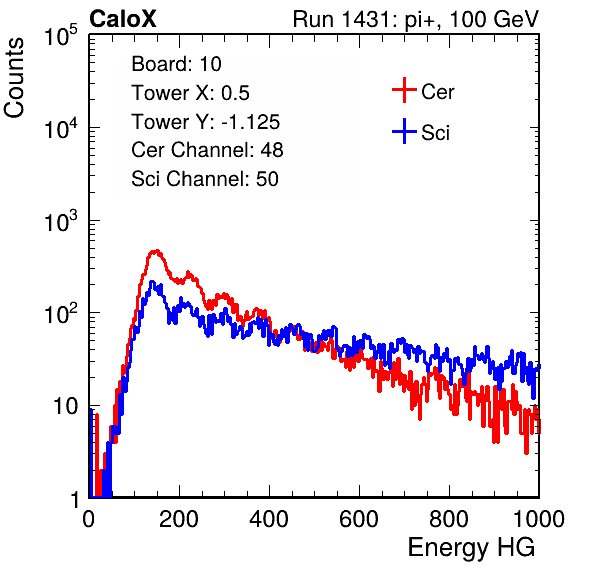 CaloX Run 1431: pi+, 100 GeV
Counts
10^5
10^4
10^3
10^2
10
1
Board: 10
Tower X: 0.5
Tower Y: -1.125
Cer Channel: 48
Sci Channel: 50
Cer
Sci
0 200 400 600 800 1000
Energy HG